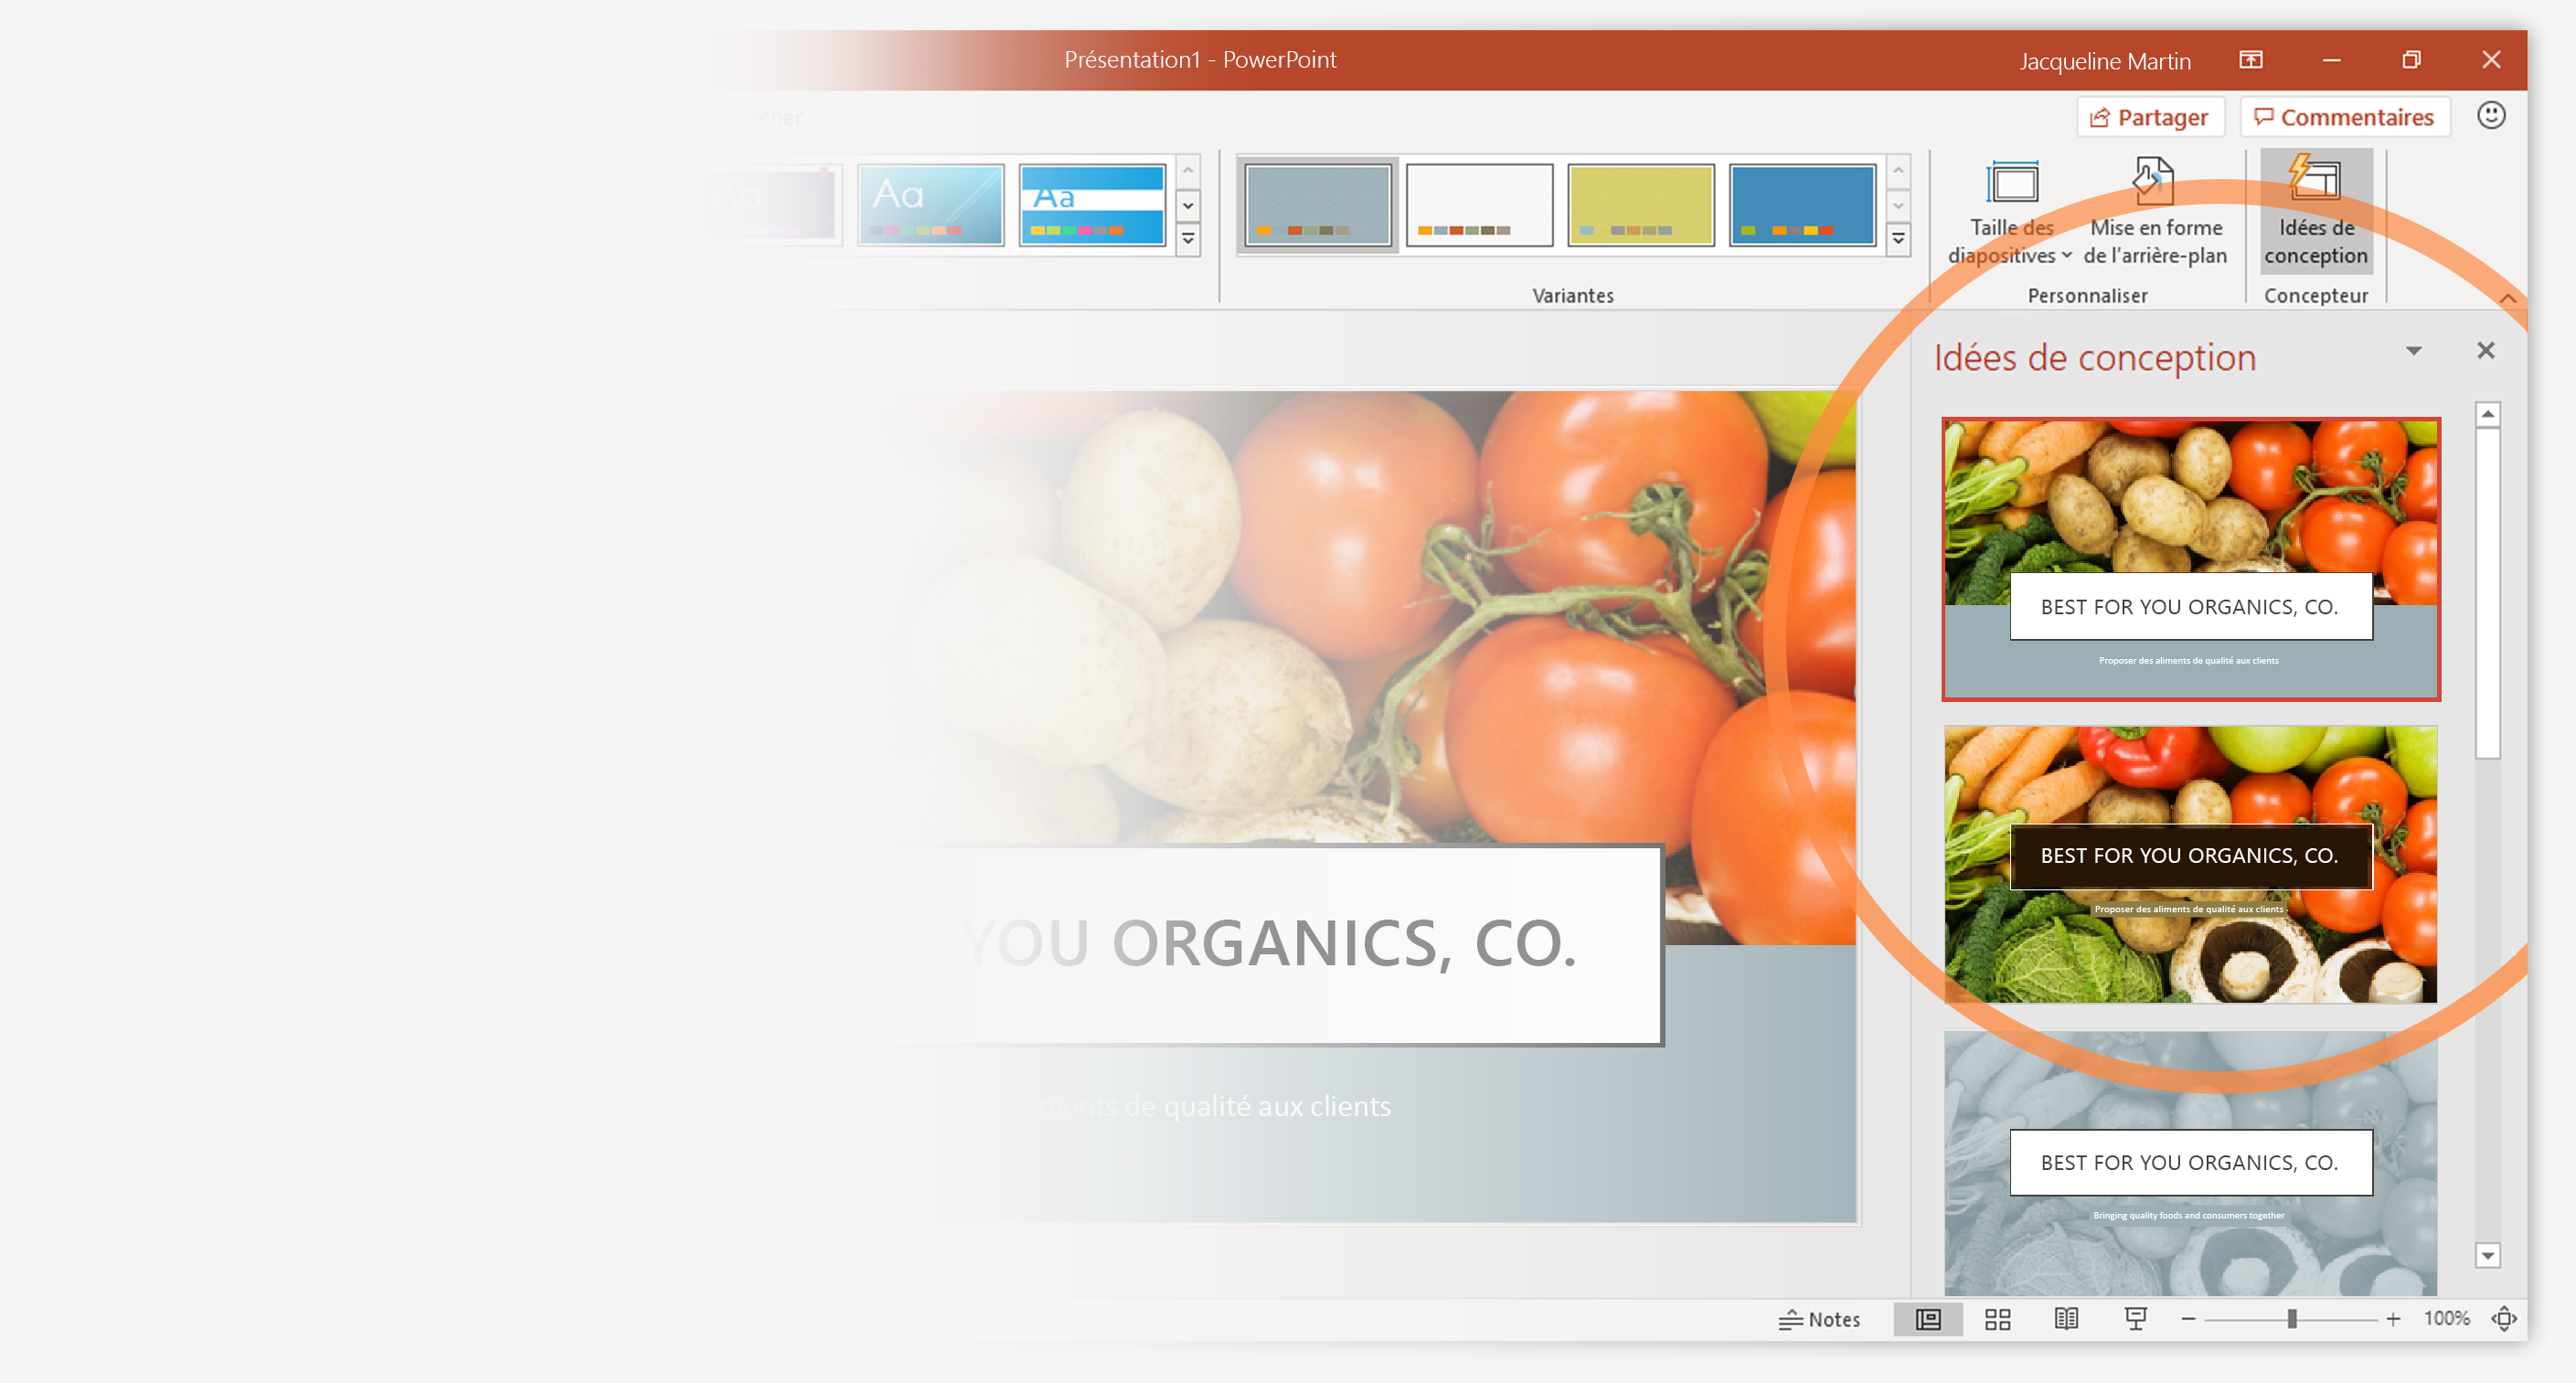 Présentation1 - PowerPoint
Jacqueline Martin
Partager
Commentaires
Aa
Aa
Aa
Taille des
diapositives
Mise en forme
de l'arrière-plan
Idées de
conception
Variantes
Personnaliser
Concepteur
Idées de conception
BEST FOR YOU ORGANICS, CO.
Proposer des aliments de qualité aux clients
BEST FOR YOU ORGANICS, CO.
Proposer des aliments de qualité aux clients
BEST FOR YOU ORGANICS, CO.
Bringing quality foods and consumers together
YOU ORGANICS, CO.
de qualité aux clients
Notes
100%